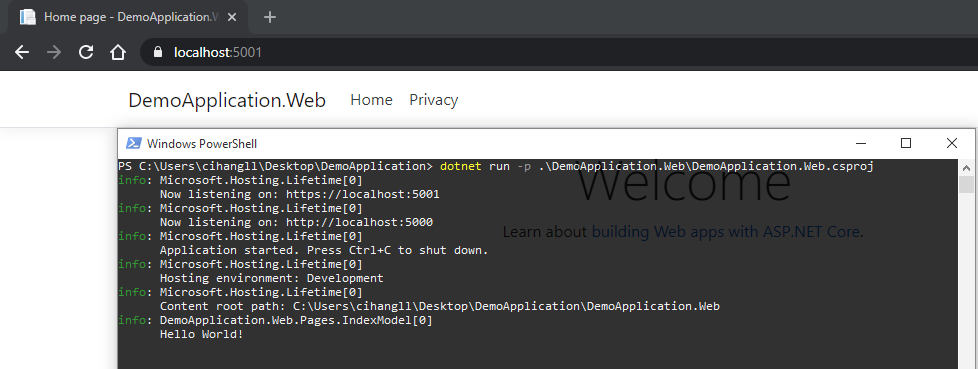 Home page - DemoApplication.W
localhost:5001
DemoApplication.Web Home Privacy
Windows PowerShell
PS C:\Users\cihangll\Desktop\DemoApplication> dotnet run -p .\DemoApplication.Web\DemoApplication.Web.csproj
info: Microsoft.Hosting.Lifetime[0]
Now listening on: https://localhost:5001
info: Microsoft.Hosting.Lifetime[0]
Now listening on: http://localhost:5000
info: Microsoft.Hosting.Lifetime[0]
Application started. Press Ctrl+C to shut down.
info: Microsoft.Hosting.Lifetime[0]
Hosting environment: Development
info: Microsoft.Hosting.Lifetime[0]
Content root path: C:\Users\cihangll\Desktop\DemoApplication\DemoApplication.Web
info: DemoApplication.Web.Pages.IndexModel[0]
Hello World!
Welcome
Learn about building Web apps with ASP.NET Core.